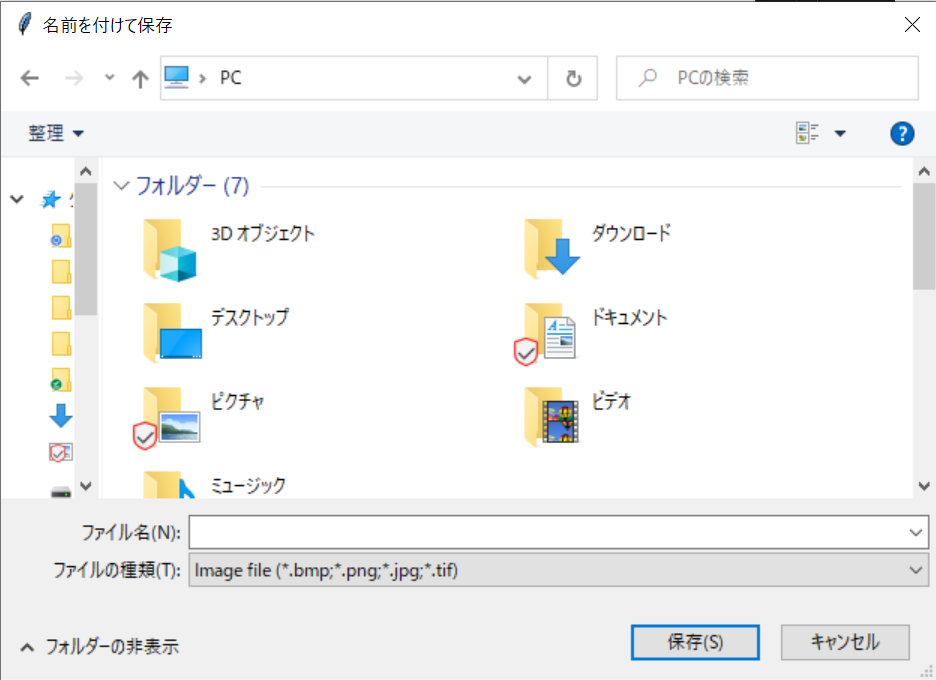 名前を付けて保存
PC
PCの検索
整理
フォルダー (7)
3D オブジェクト
ダウンロード
デスクトップ
ドキュメント
ピクチャ
ビデオ
ミュージック
ファイル名(N):
ファイルの種類(T): Image file (*.bmp;*.png;*.jpg;*.tif)
フォルダーの非表示
保存(S)
キャンセル